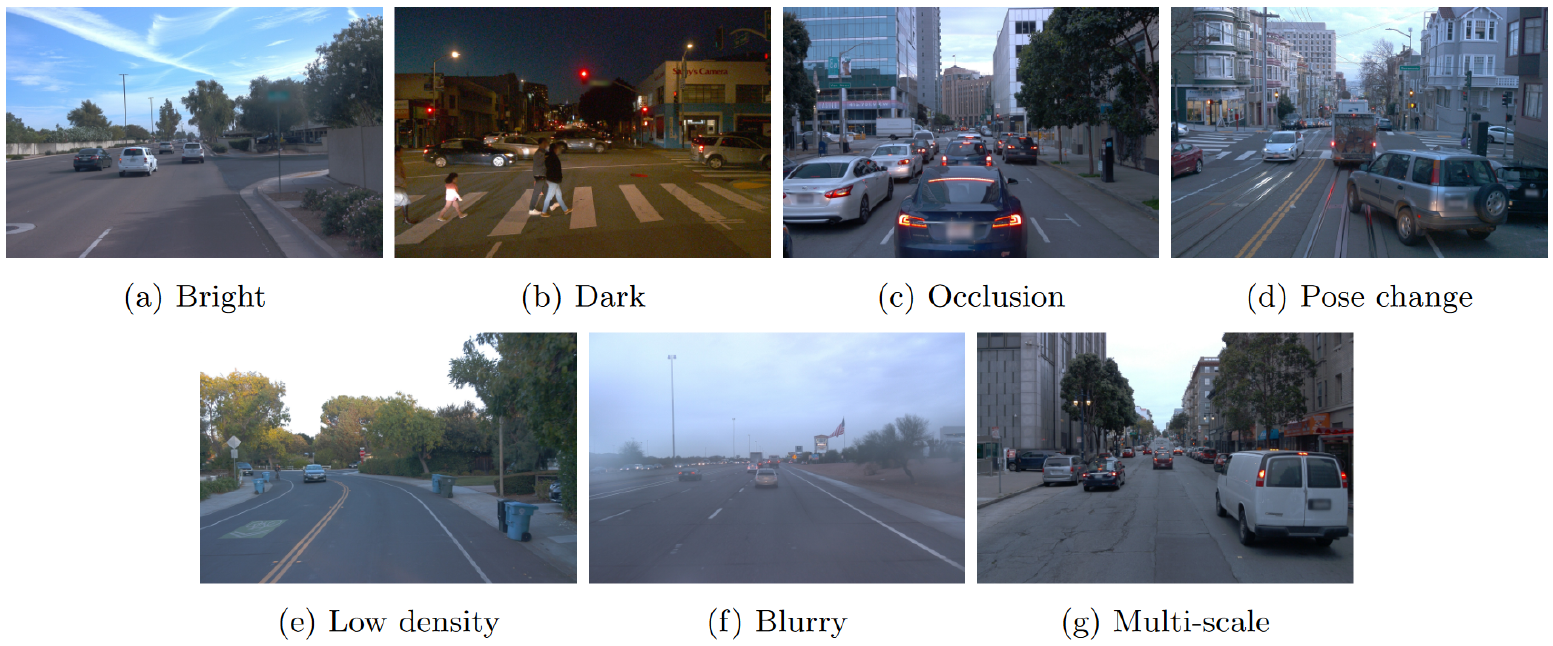 (a) Bright
(b) Dark
(c) Occlusion
(d) Pose change
(e) Low density
(f) Blurry
(g) Multi-scale